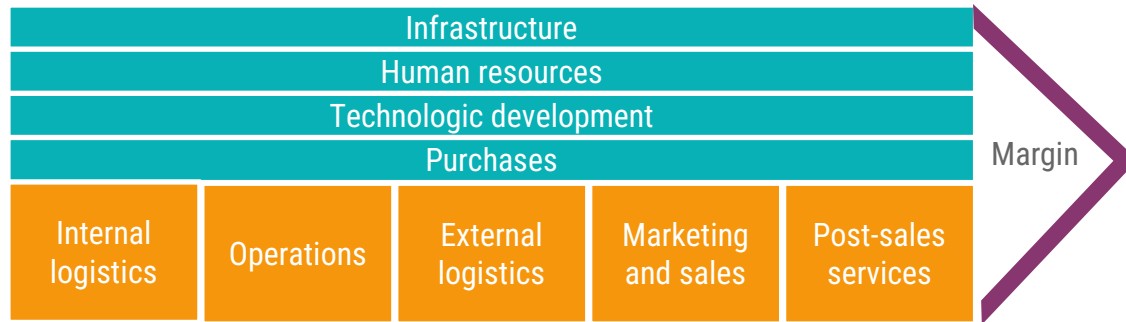 Infrastructure
Human resources
Technologic development
Purchases
Margin
Internal
logistics
Operations
External
logistics
Marketing
and sales
Post-sales
services